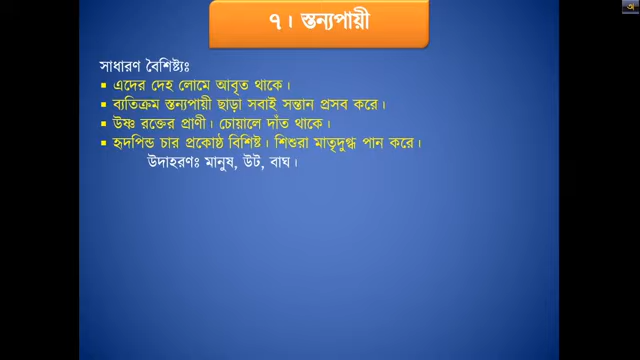 ৭। স্তন্যপায়ী
সাধারণ বৈশিষ্ট্যঃ
▪ এদের দেহ লোমে আবৃত থাকে।
▪ ব্যতিক্রম স্তন্যপায়ী ছাড়া সবাই সন্তান প্রসব করে।
▪ উষ্ণ রক্তের প্রাণী। চোয়ালে দাঁত থাকে।
▪ হৃদপিন্ড চার প্রকোষ্ঠ বিশিষ্ট। শিশুরা মাতৃদুগ্ধ পান করে।
উদাহরণঃ মানুষ, উট, বাঘ।